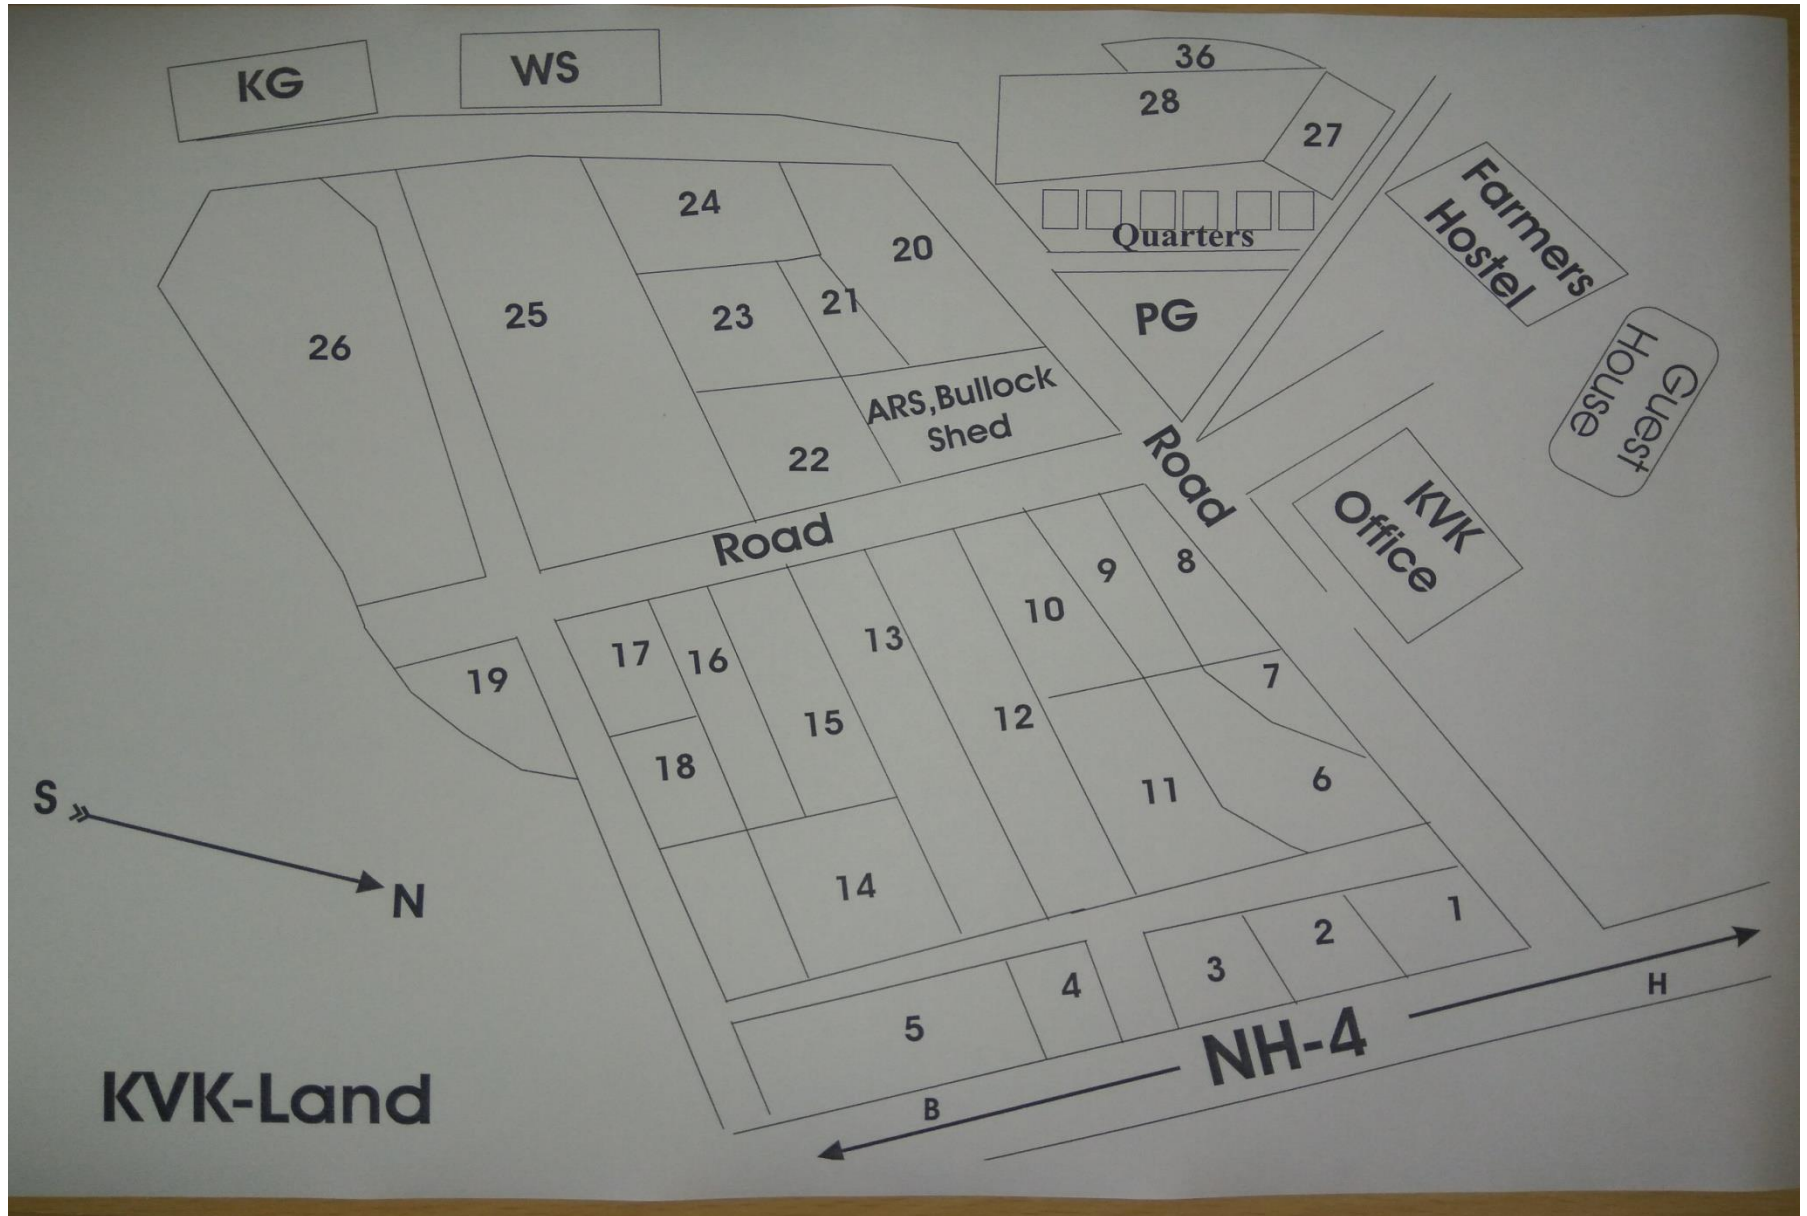 KG
WS
36
28
27
24
20
Quarters
Farmers
Hostel
25
23
21
PG
26
Guest
House
ARS,Bullock
Shed
22
Road
Road
KVK
Office
17
16
13
10
9
8
19
15
12
7
18
11
6
14
S
N
5
4
3
2
1
H
NH-4
B
KVK-Land